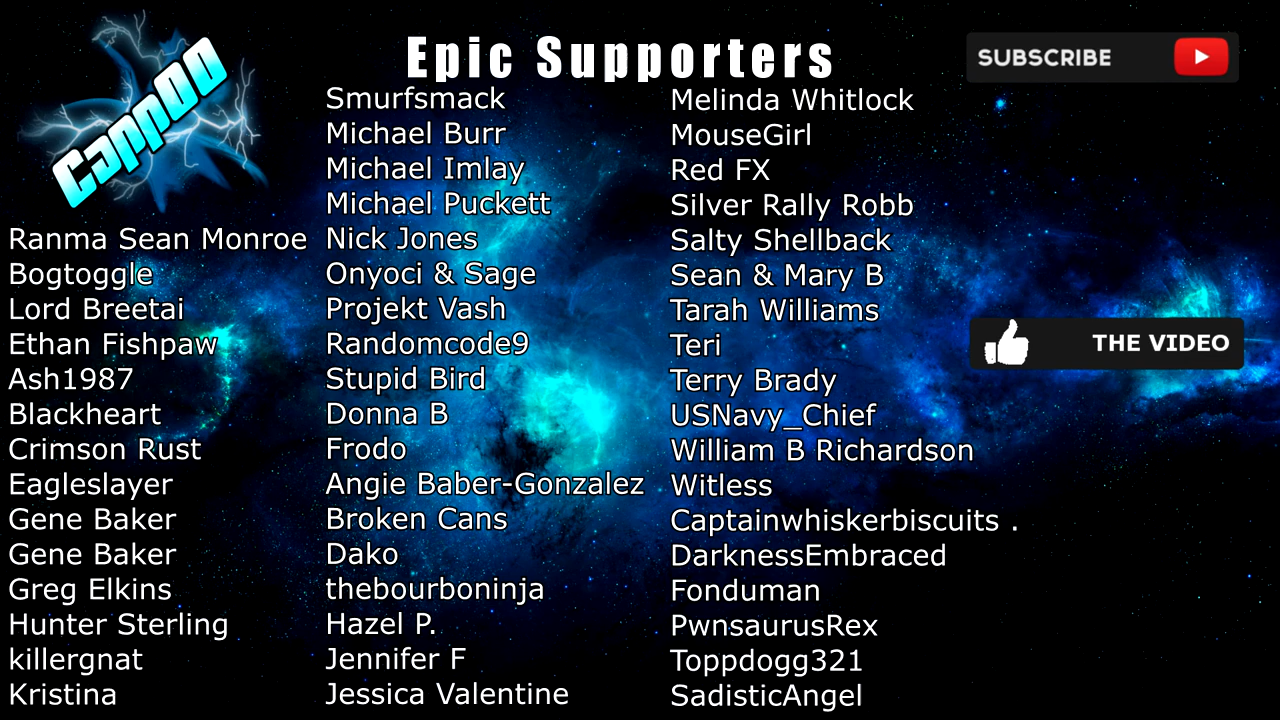 Capp00
Epic Supporters
SUBSCRIBE
Ranma Sean Monroe
Bogtoggle
Lord Breetai
Ethan Fishpaw
Ash1987
Blackheart
Crimson Rust
Eagleslayer
Gene Baker
Gene Baker
Greg Elkins
Hunter Sterling
killergnat
Kristina
Smurfsmack
Michael Burr
Michael Imlay
Michael Puckett
Nick Jones
Onyoci & Sage
Projekt Vash
Randomcode9
Stupid Bird
Donna B
Frodo
Angie Baber-Gonzalez
Broken Cans
Dako
thebourboninja
Hazel P.
Jennifer F
Jessica Valentine
Melinda Whitlock
MouseGirl
Red FX
Silver Rally Robb
Salty Shellback
Sean & Mary B
Tarah Williams
Teri
Terry Brady
USNavy_Chief
William B Richardson
Witless
Captainwhiskerbiscuits .
DarknessEmbraced
Fonduman
PwnsaurusRex
Toppdogg321
SadisticAngel
THE VIDEO